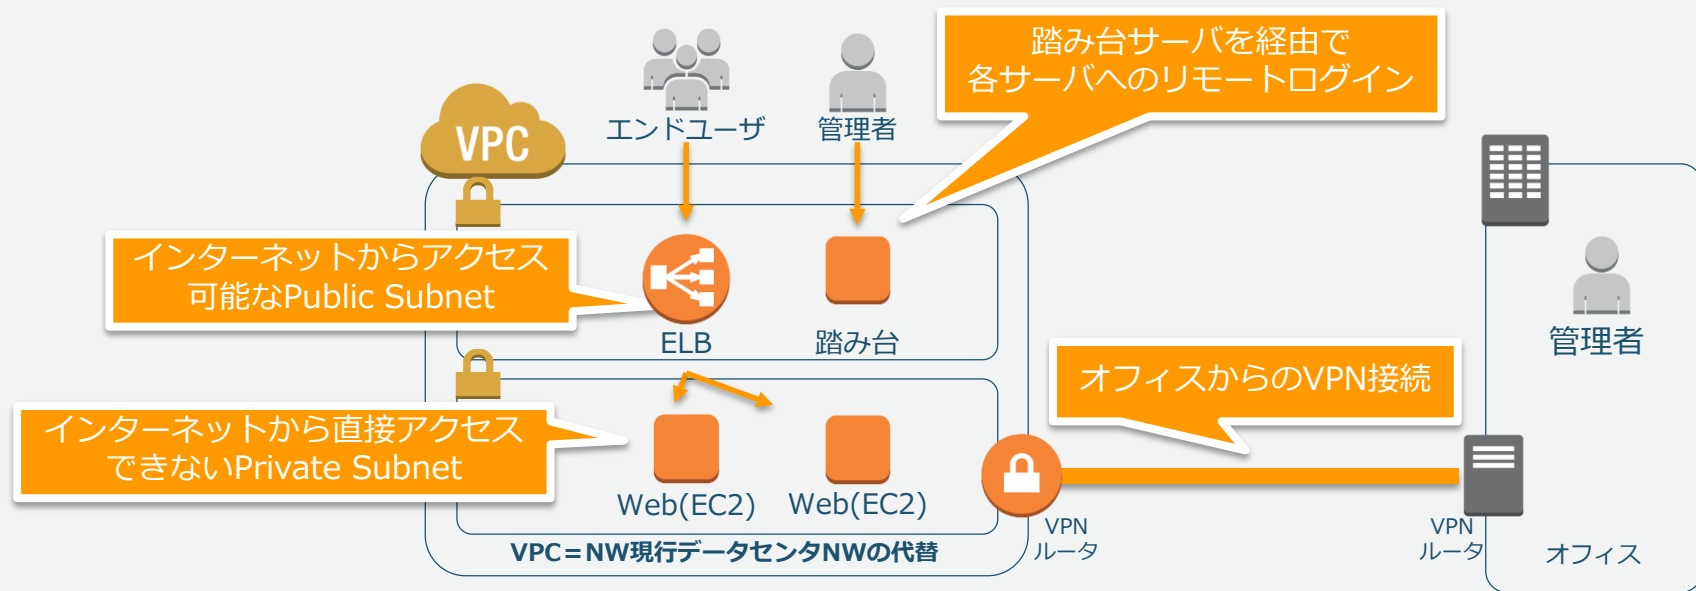 踏み台サーバを経由で
各サーバへのリモートログイン
エンドユーザ
管理者
VPC
インターネットからアクセス
可能なPublic Subnet
ELB
踏み台
管理者
オフィスからのVPN接続
インターネットから直接アクセス
できないPrivate Subnet
Web(EC2)
Web(EC2)
VPN
ルータ
VPN
ルータ
オフィス
VPC=NW現行データセンタNWの代替